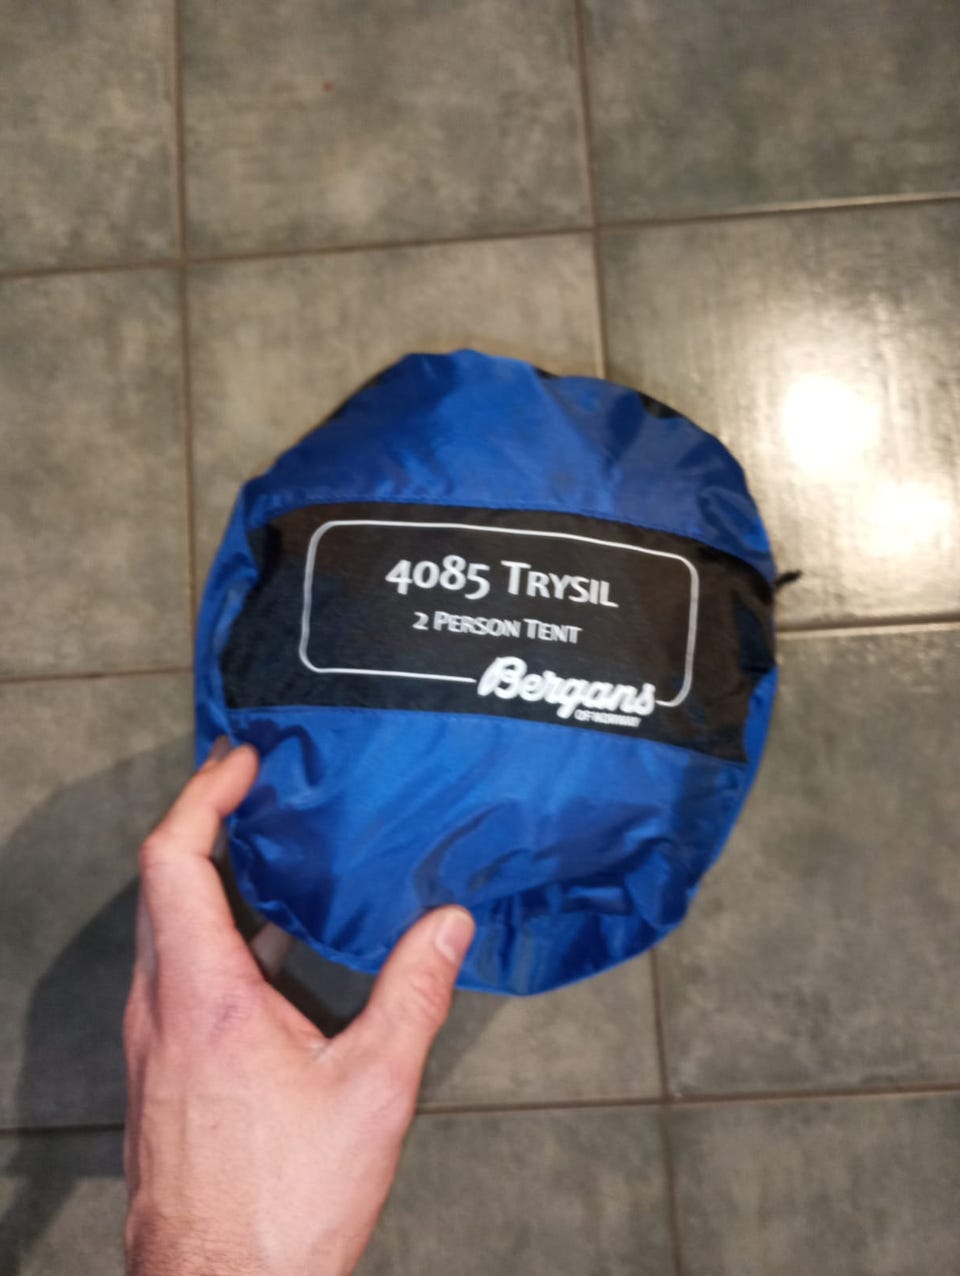 4085 TRYSIL
2 PERSON TENT
Bergans
OF NORWAY